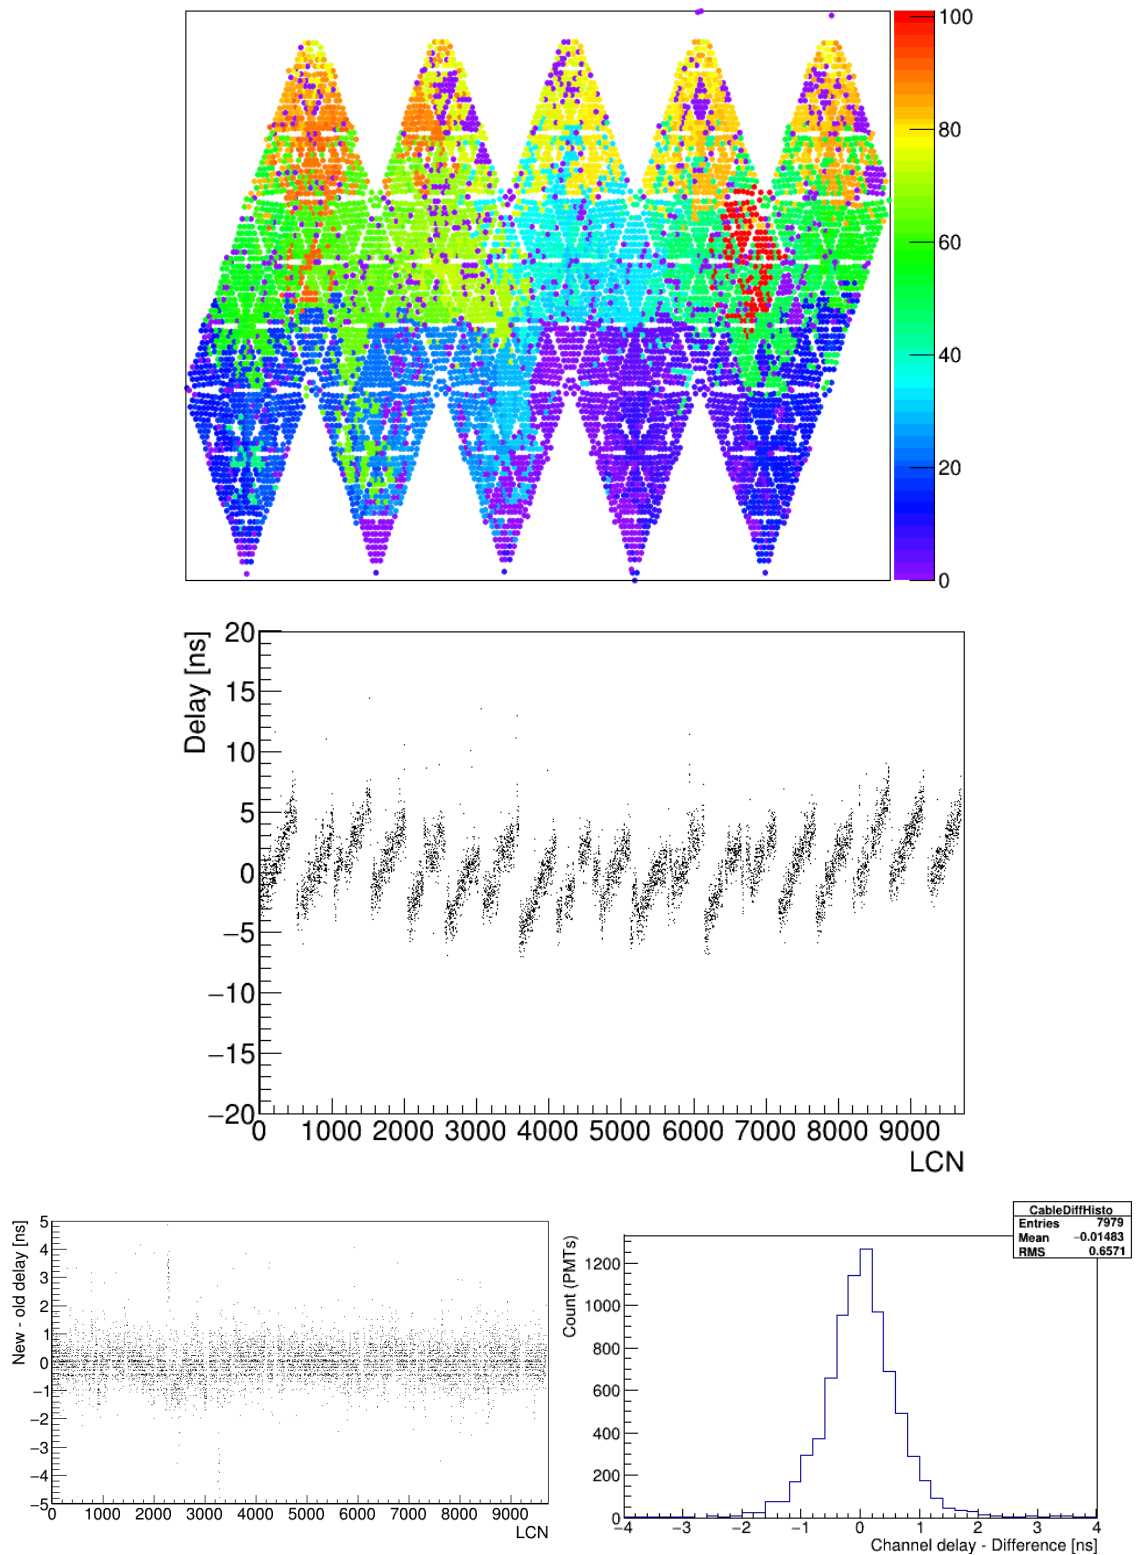 100
80
60
40
20
0
Delay [ns]
20
15
10
5
0
−5
−10
−15
−20
0 1000 2000 3000 4000 5000 6000 7000 8000 9000
LCN
New - old delay [ns]
5
4
3
2
1
0
−1
−2
−3
−4
−5
0 1000 2000 3000 4000 5000 6000 7000 8000 9000
LCN
CableDiffHisto
Entries 7979
Mean −0.01483
RMS 0.6571
Count (PMTs)
1200
1000
800
600
400
200
0
−4 −3 −2 −1 0 1 2 3 4
Channel delay - Difference [ns]